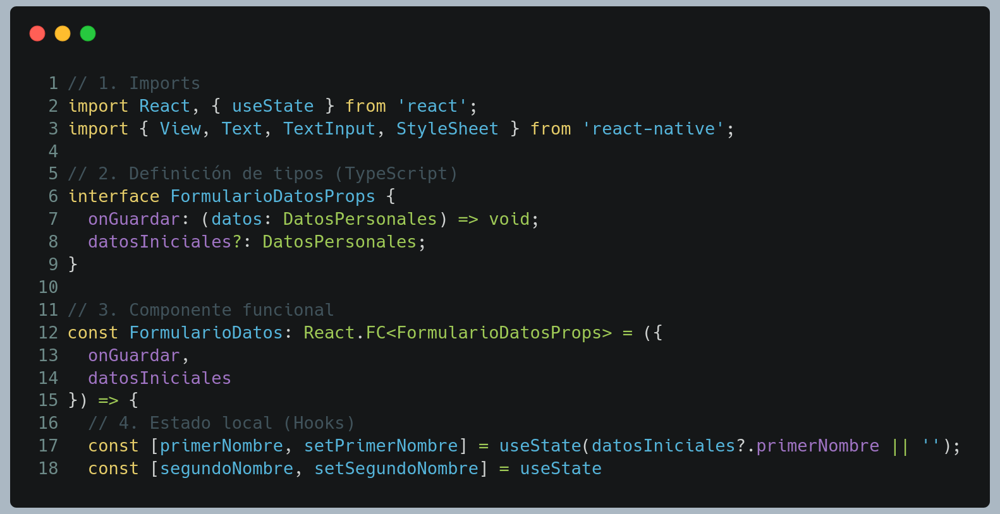 1 // 1. Imports
2 import React, { useState } from 'react';
3 import { View, Text, TextInput, StyleSheet } from 'react-native';
4
5 // 2. Definición de tipos (TypeScript)
6 interface FormularioDatosProps {
7   onGuardar: (datos: DatosPersonales) => void;
8   datosIniciales?: DatosPersonales;
9 }
10
11 // 3. Componente funcional
12 const FormularioDatos: React.FC<FormularioDatosProps> = ({
13   onGuardar,
14   datosIniciales
15 }) => {
16   // 4. Estado local (Hooks)
17   const [primerNombre, setPrimerNombre] = useState(datosIniciales?.primerNombre || '');
18   const [segundoNombre, setSegundoNombre] = useState